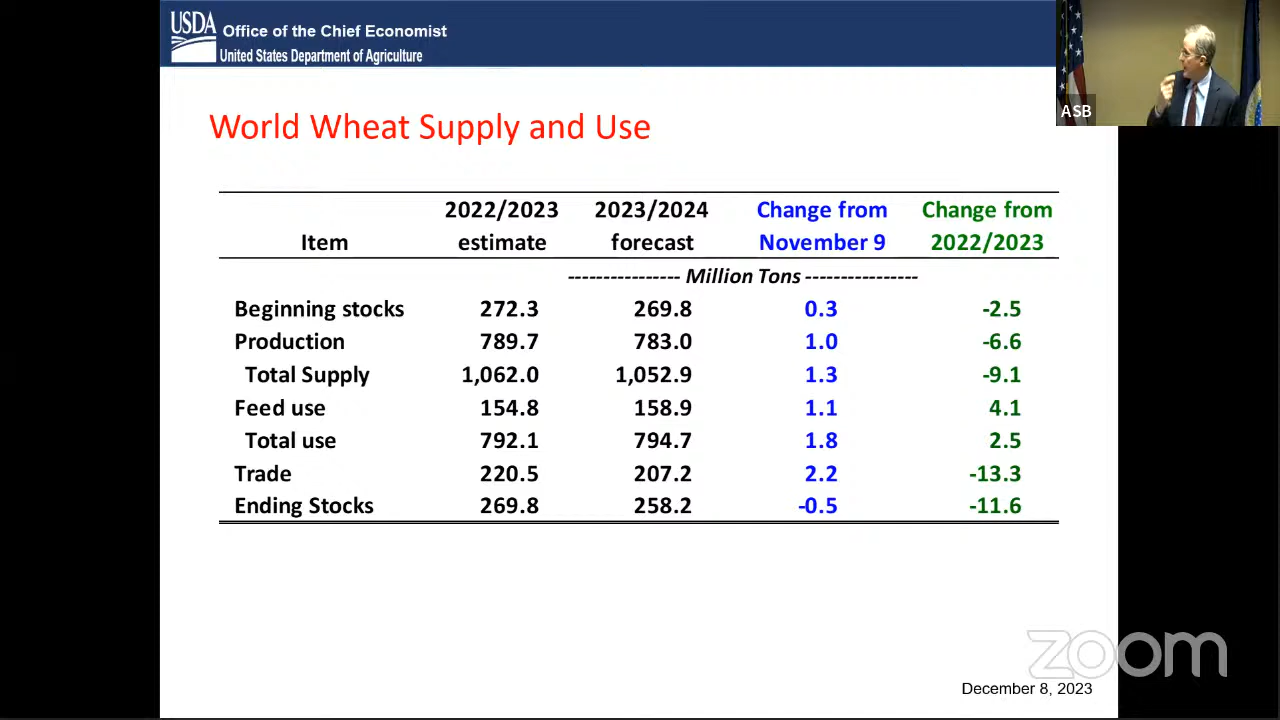 USDA Office of the Chief Economist
United States Department of Agriculture
ASB
World Wheat Supply and Use
2022/2023 2023/2024 Change from Change from
Item estimate forecast November 9 2022/2023
---------------- Million Tons ----------------
Beginning stocks 272.3 269.8 0.3 -2.5
Production 789.7 783.0 1.0 -6.6
Total Supply 1,062.0 1,052.9 1.3 -9.1
Feed use 154.8 158.9 1.1 4.1
Total use 792.1 794.7 1.8 2.5
Trade 220.5 207.2 2.2 -13.3
Ending Stocks 269.8 258.2 -0.5 -11.6
zoom
December 8, 2023